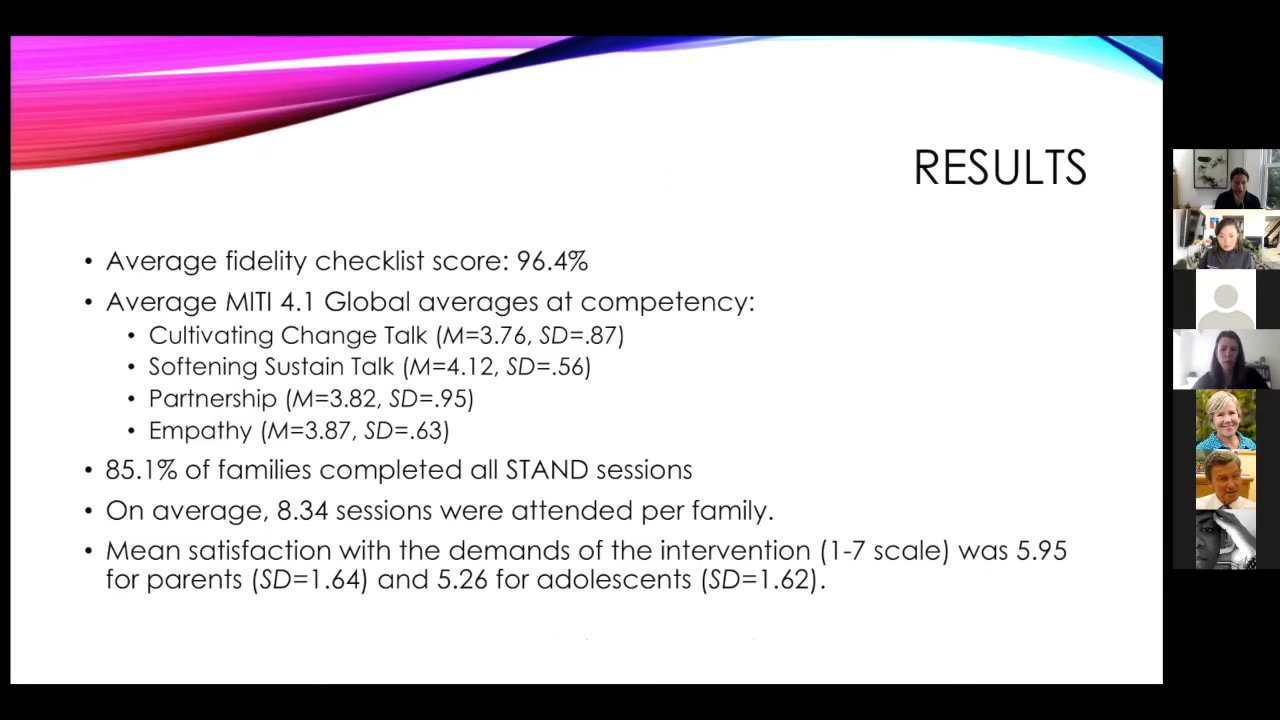 RESULTS
• Average fidelity checklist score: 96.4%
• Average MITI 4.1 Global averages at competency:
• Cultivating Change Talk (M=3.76, SD=.87)
• Softening Sustain Talk (M=4.12, SD=.56)
• Partnership (M=3.82, SD=.95)
• Empathy (M=3.87, SD=.63)
• 85.1% of families completed all STAND sessions
• On average, 8.34 sessions were attended per family.
• Mean satisfaction with the demands of the intervention (1-7 scale) was 5.95
for parents (SD=1.64) and 5.26 for adolescents (SD=1.62).